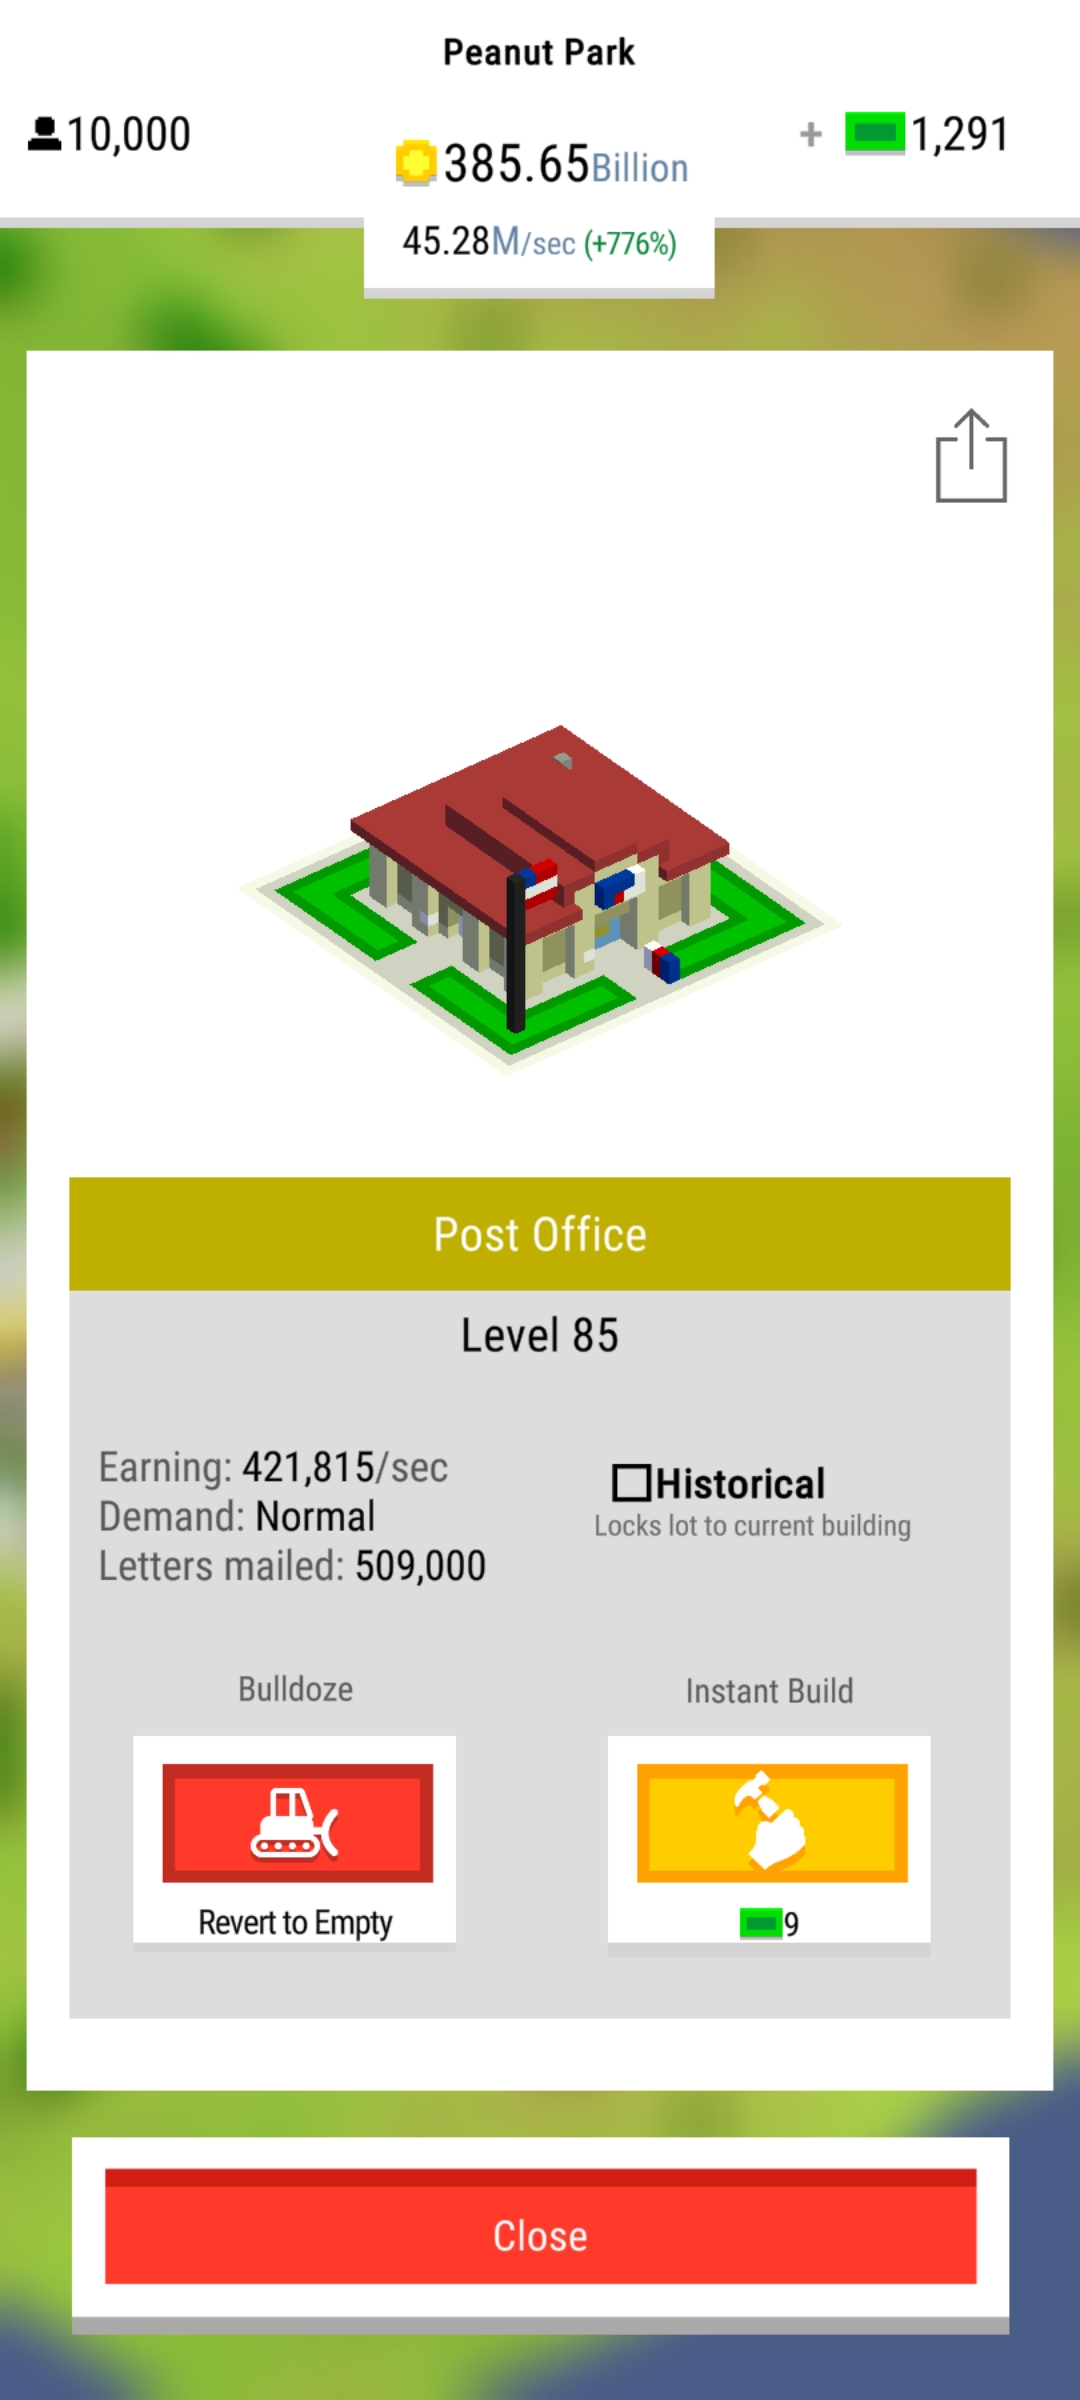 Peanut Park
10,000
385.65Billion
+ 1,291
45.28M/sec (+776%)
Post Office
Level 85
Earning: 421,815/sec
Demand: Normal
Letters mailed: 509,000
Historical
Locks lot to current building
Bulldoze
Revert to Empty
Instant Build
9
Close